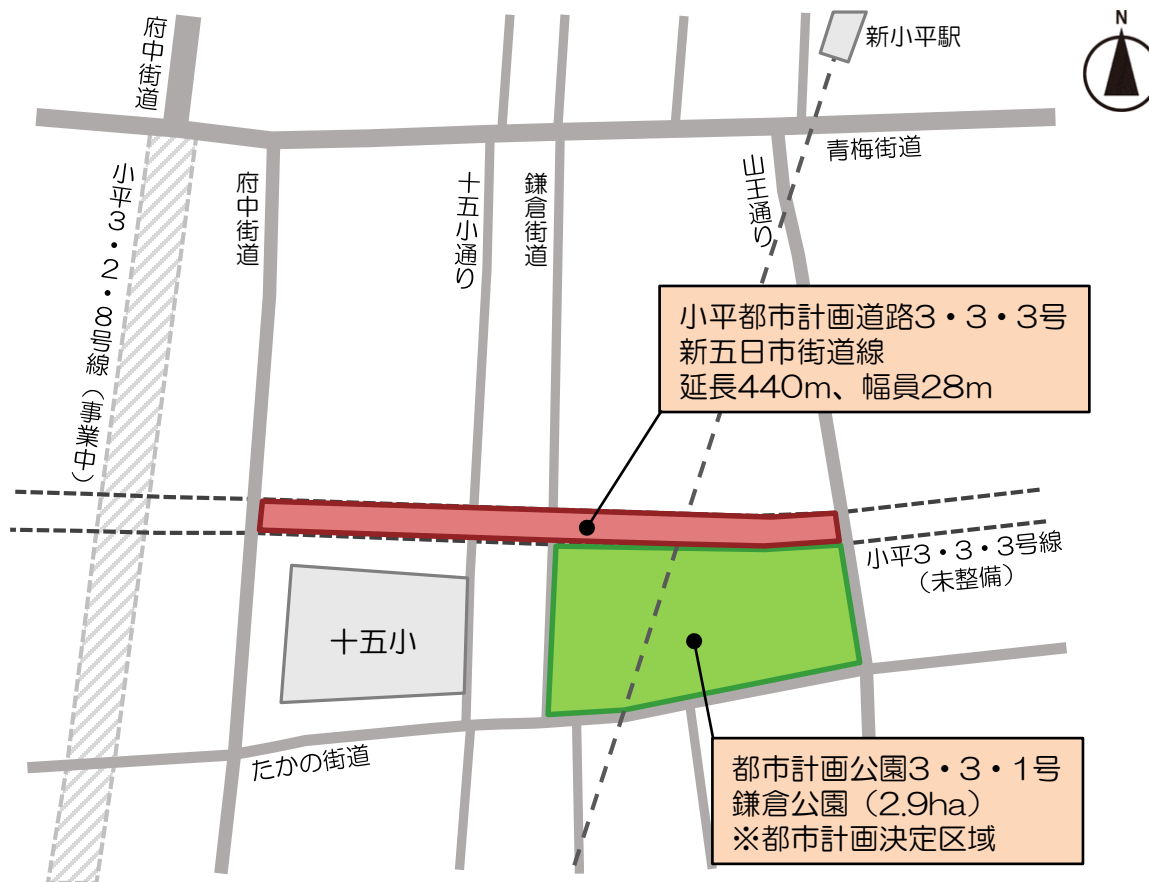 N
新小平駅
府中街道
青梅街道
小平3・2・8号線（事業中）
府中街道
十五小通り
鎌倉街道
山王通り
小平都市計画道路3・3・3号
新五日市街道線
延長440m、幅員28m
小平3・3・3号線
（未整備）
十五小
たかの街道
都市計画公園3・3・1号
鎌倉公園（2.9ha）
※都市計画決定区域